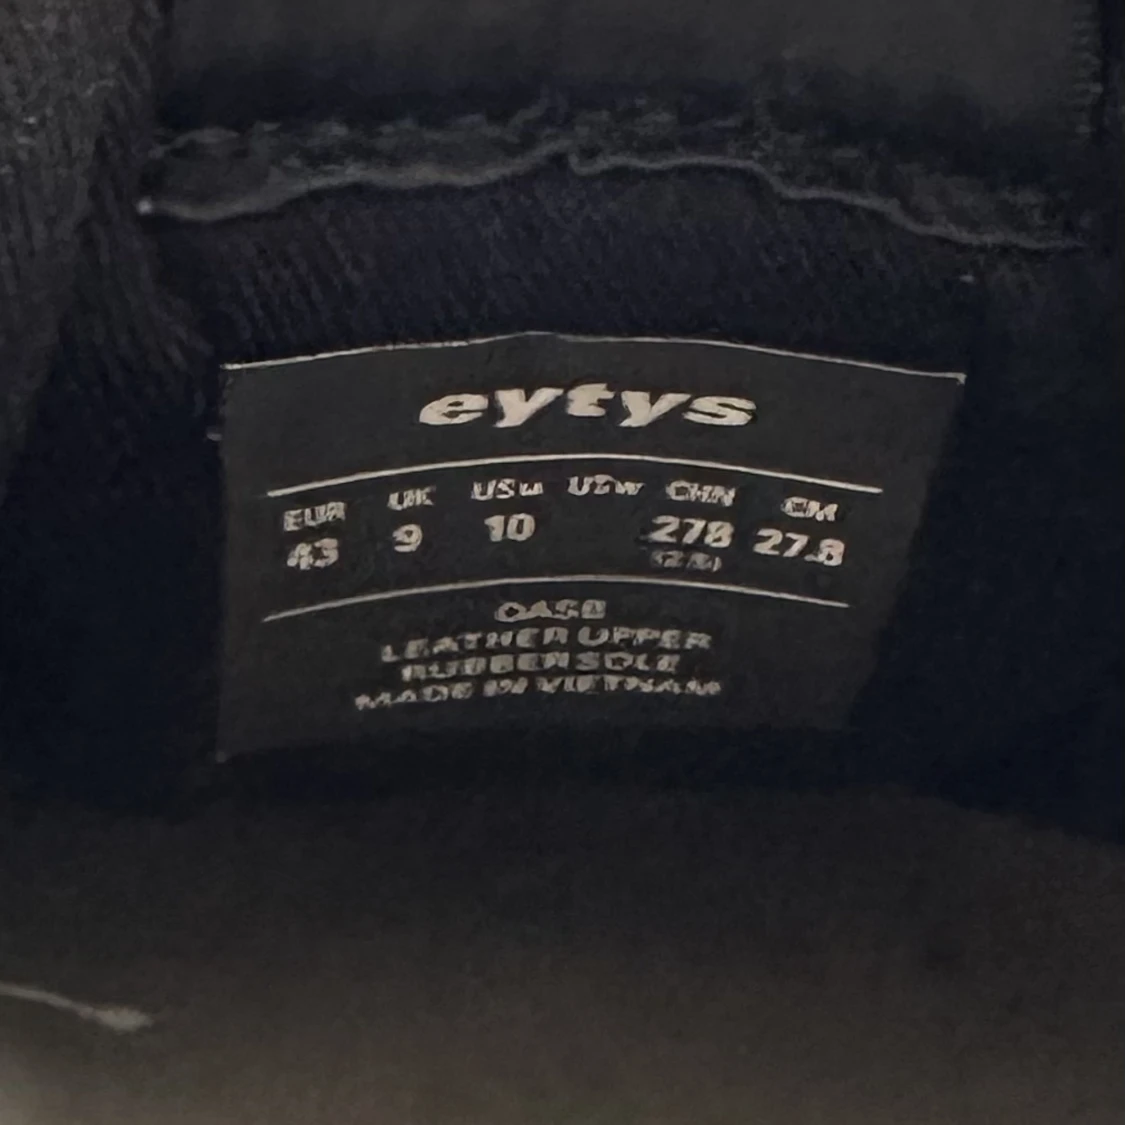 eytys
EUR UK USM USW CHN CM
43 9 10 278 27.8
LEATHER UPPER
RUBBER SOLE
MADE IN VIETNAM